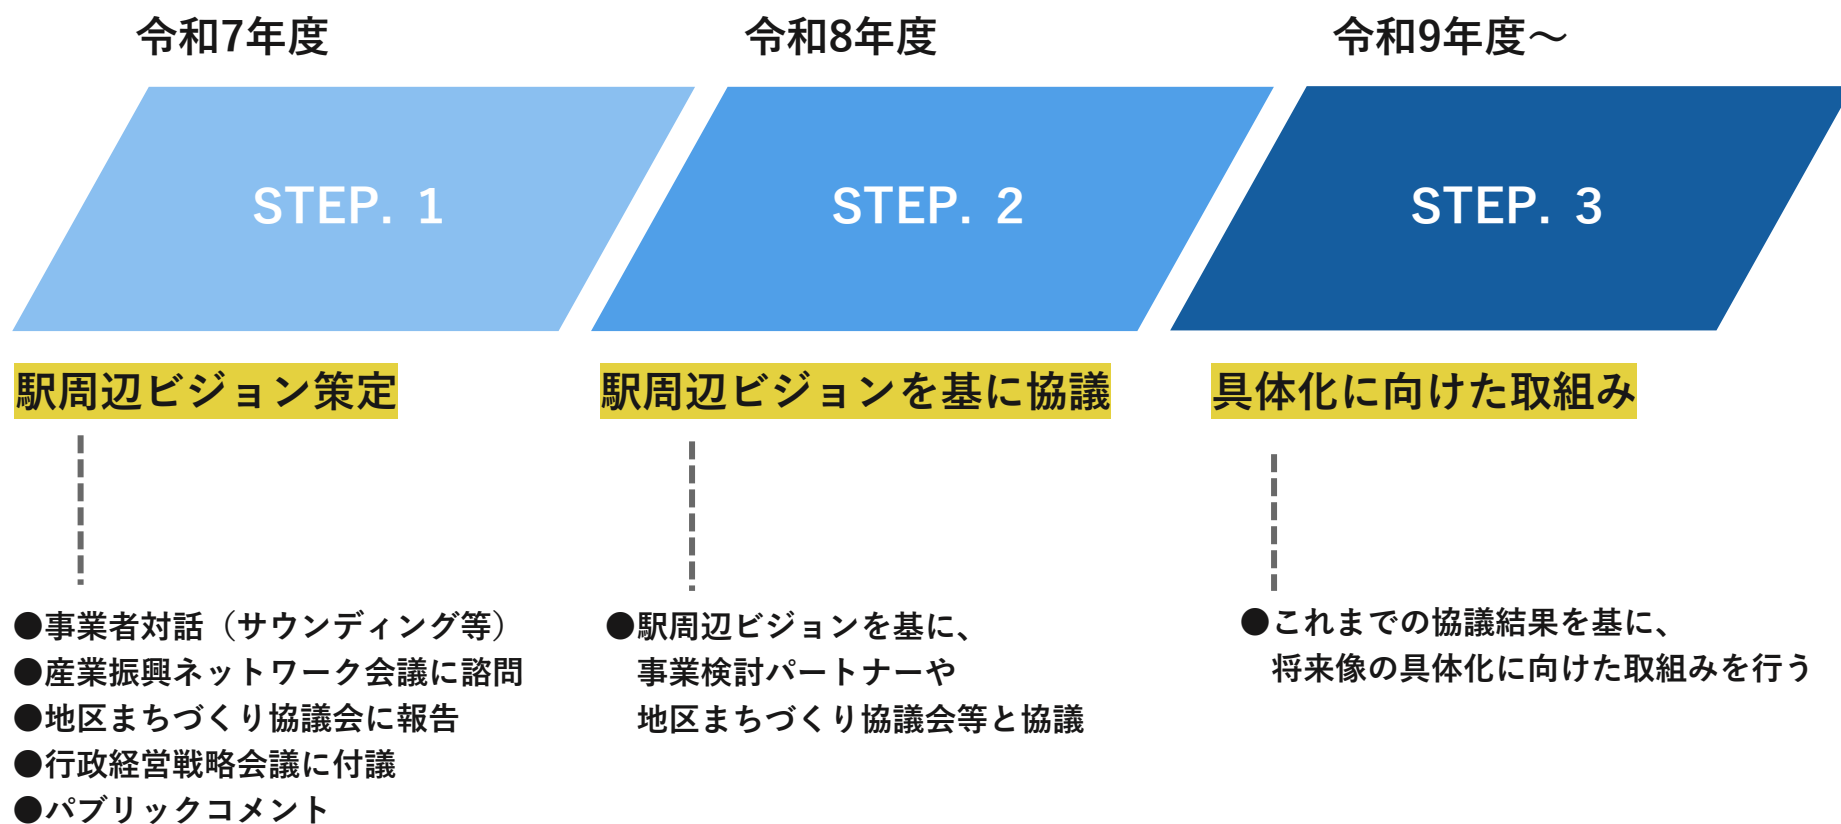 令和7年度
令和8年度
令和9年度～
STEP. 1
STEP. 2
STEP. 3
駅周辺ビジョン策定
駅周辺ビジョンを基に協議
具体化に向けた取組み
●事業者対話（サウンディング等）
●産業振興ネットワーク会議に諮問
●地区まちづくり協議会に報告
●行政経営戦略会議に付議
●パブリックコメント
●駅周辺ビジョンを基に、
事業検討パートナーや
地区まちづくり協議会等と協議
●これまでの協議結果を基に、
将来像の具体化に向けた取組みを行う